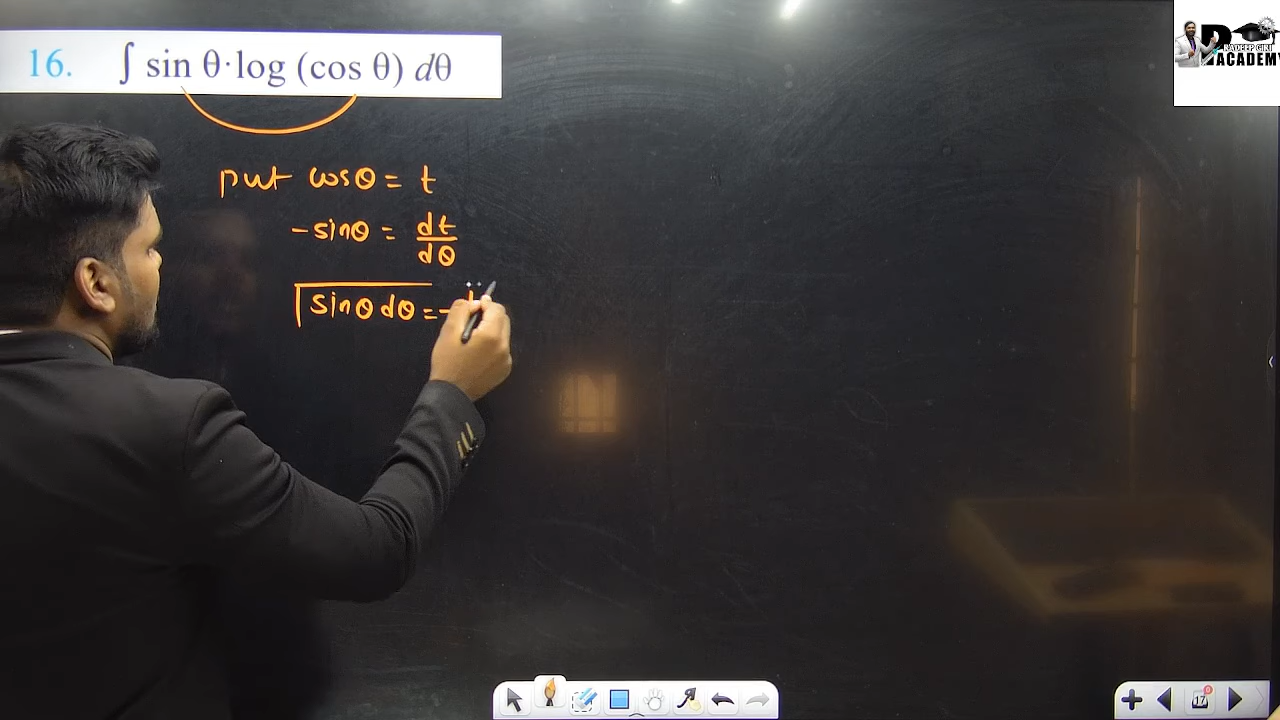 16. ∫ sin θ·log (cos θ) dθ
put cosθ = t
-sinθ = dt/dθ
sinθ dθ = -
ACADEMY